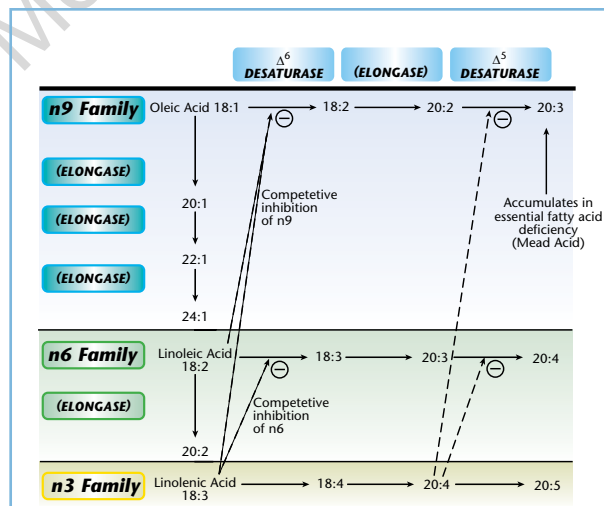 Δ6
DESATURASE
(ELONGASE)
Δ5
DESATURASE
n9 Family
Oleic Acid 18:1
18:2
20:2
20:3
(ELONGASE)
Competetive
inhibition
of n9
20:1
(ELONGASE)
Accumulates in
essential fatty acid
deficiency
(Mead Acid)
22:1
(ELONGASE)
24:1
n6 Family
Linoleic Acid
18:2
18:3
20:3
20:4
(ELONGASE)
Competetive
inhibition
of n6
20:2
n3 Family
Linolenic Acid
18:3
18:4
20:4
20:5